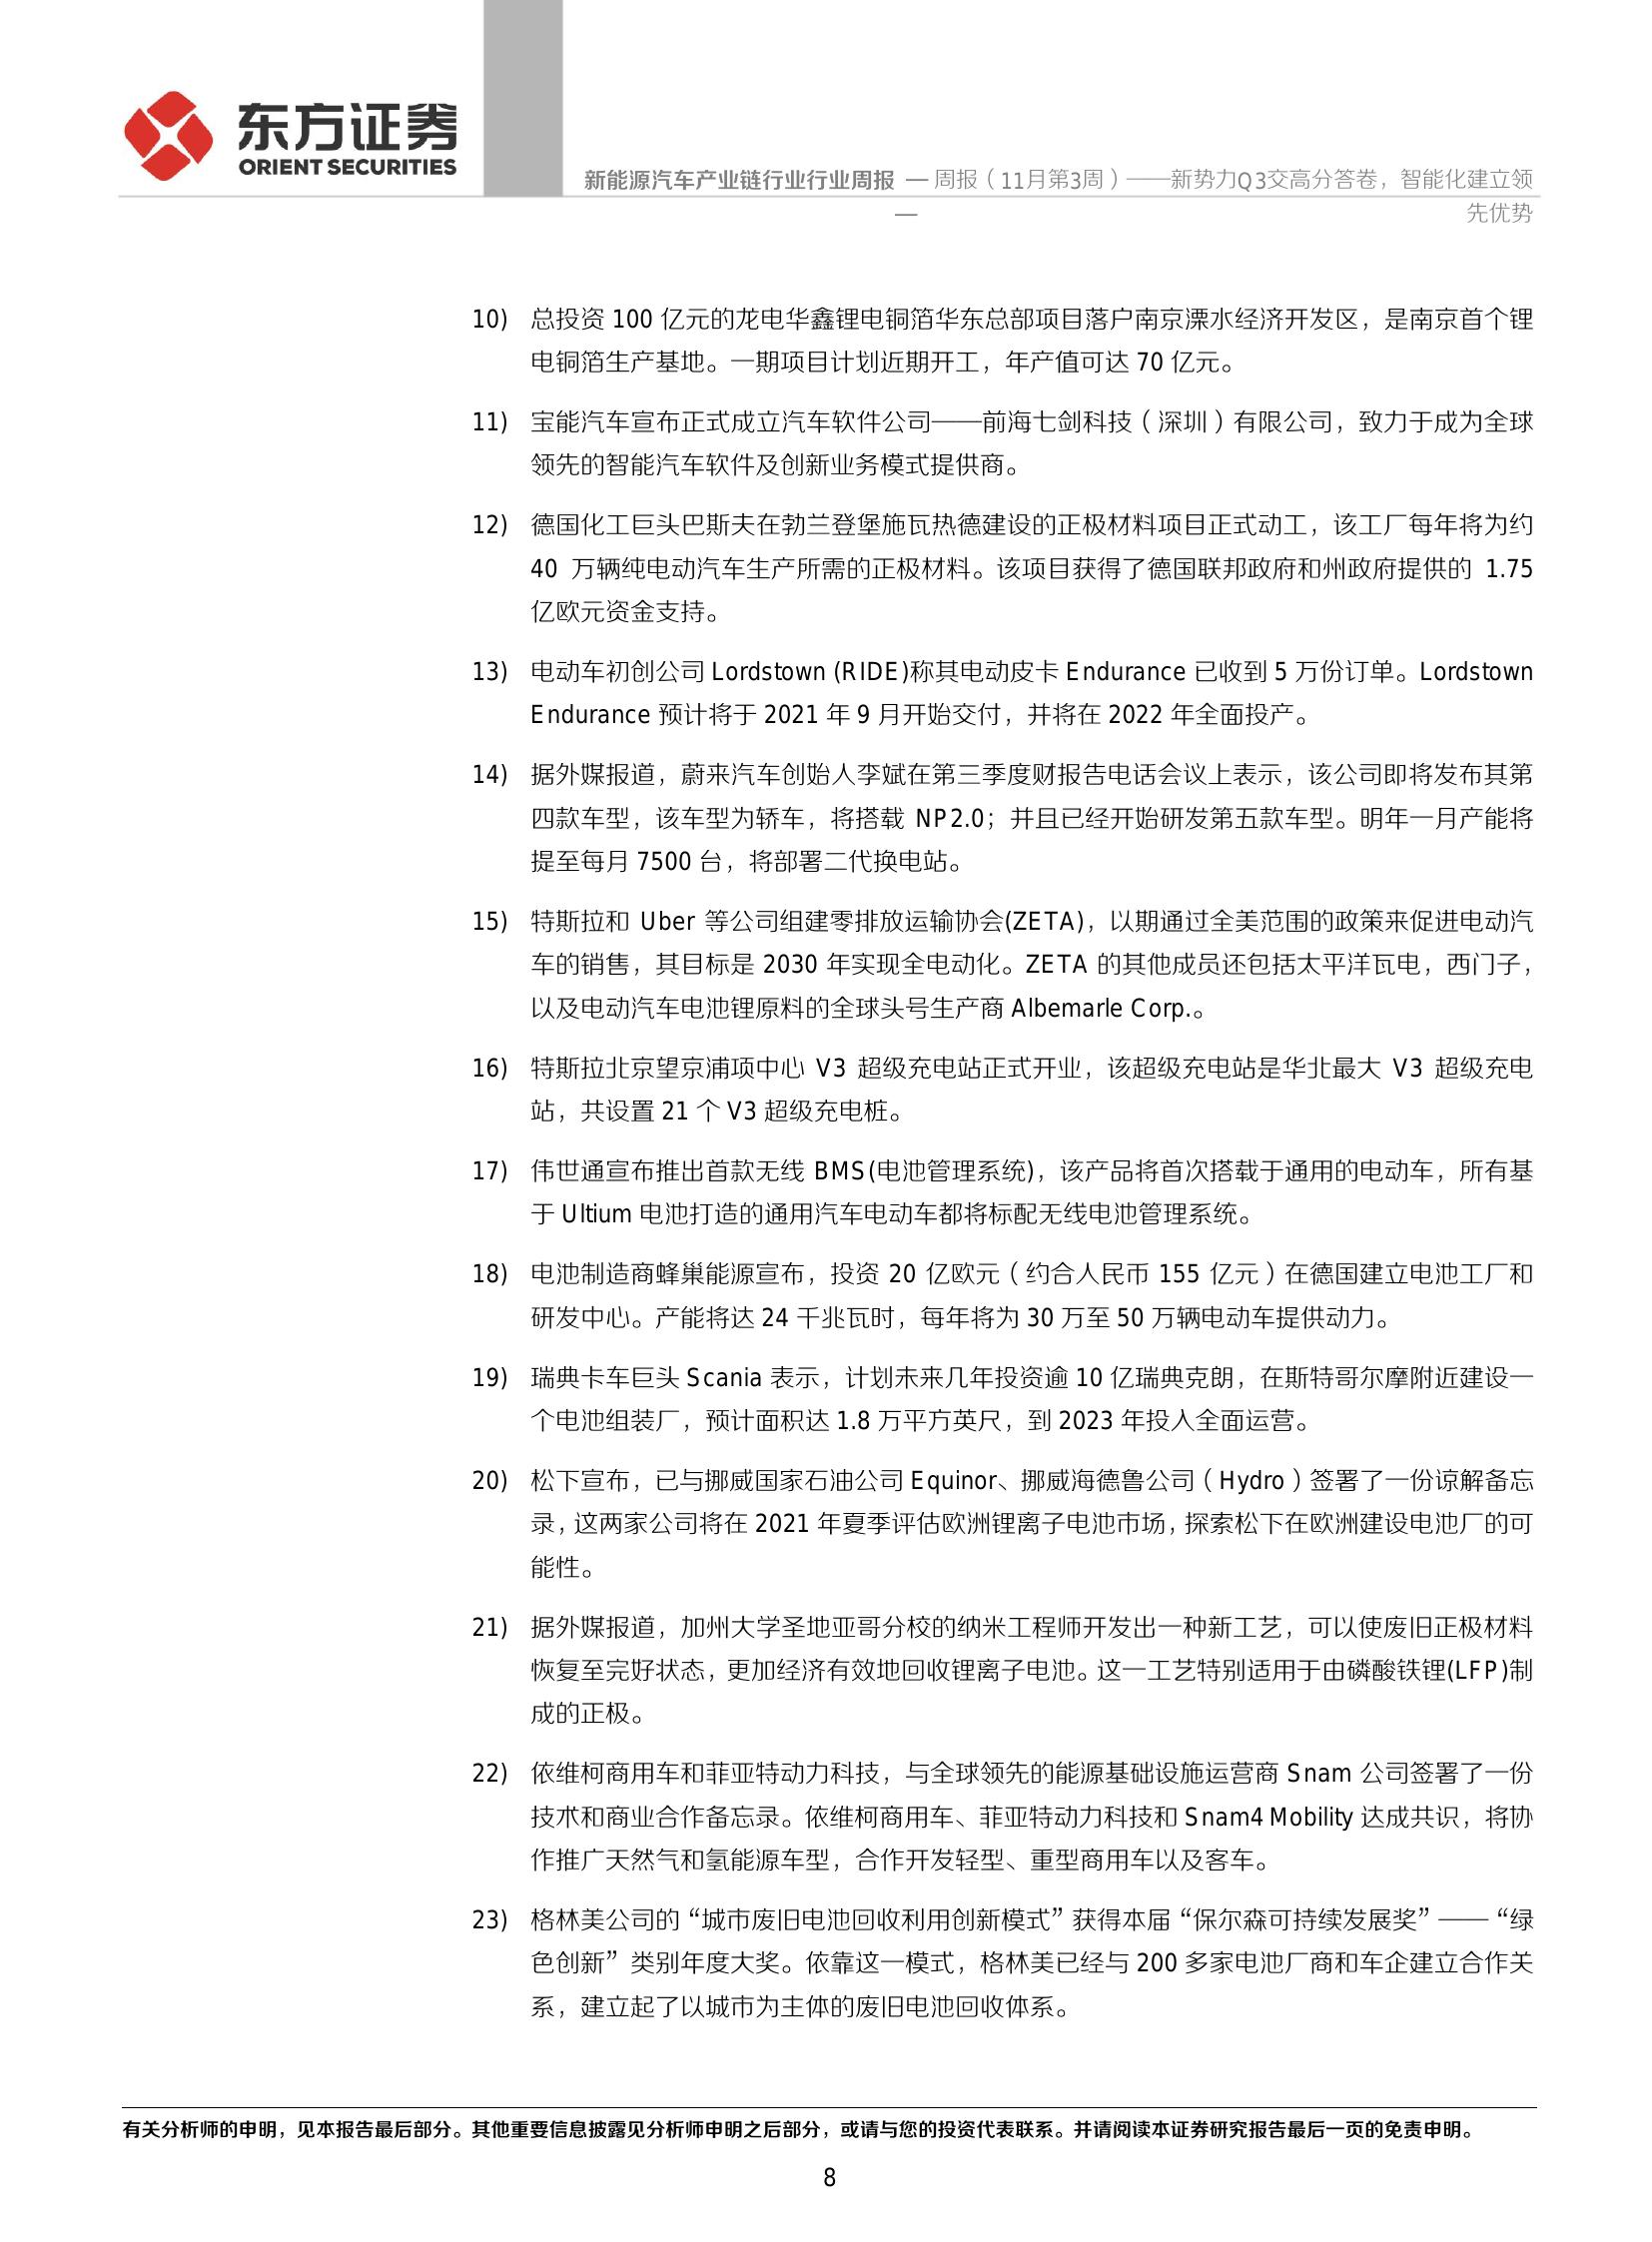 东方证券
ORIENT SECURITIES
新能源汽车产业链行业行业周报 —— 周报（11月第3周）——新势力Q3交高分答卷，智能化建立领
先优势
10) 总投资 100 亿元的龙电华鑫锂电铜箔华东总部项目落户南京溧水经济开发区，是南京首个锂
电铜箔生产基地。一期项目计划近期开工，年产值可达 70 亿元。
11) 宝能汽车宣布正式成立汽车软件公司——前海七剑科技（深圳）有限公司，致力于成为全球
领先的智能汽车软件及创新业务模式提供商。
12) 德国化工巨头巴斯夫在勃兰登堡施瓦热德建设的正极材料项目正式动工，该工厂每年将为约
40 万辆纯电动汽车生产所需的正极材料。该项目获得了德国联邦政府和州政府提供的 1.75
亿欧元资金支持。
13) 电动车初创公司 Lordstown (RIDE)称其电动皮卡 Endurance 已收到 5 万份订单。Lordstown
Endurance 预计将于 2021 年 9 月开始交付，并将在 2022 年全面投产。
14) 据外媒报道，蔚来汽车创始人李斌在第三季度财报告电话会议上表示，该公司即将发布其第
四款车型，该车型为轿车，将搭载 NP2.0；并且已经开始研发第五款车型。明年一月产能将
提至每月 7500 台，将部署二代换电站。
15) 特斯拉和 Uber 等公司组建零排放运输协会(ZETA)，以期通过全美范围的政策来促进电动汽
车的销售，其目标是 2030 年实现全电动化。ZETA 的其他成员还包括太平洋瓦电，西门子，
以及电动汽车电池锂原料的全球头号生产商 Albemarle Corp.。
16) 特斯拉北京望京浦项中心 V3 超级充电站正式开业，该超级充电站是华北最大 V3 超级充电
站，共设置 21 个 V3 超级充电桩。
17) 伟世通宣布推出首款无线 BMS(电池管理系统)，该产品将首次搭载于通用的电动车，所有基
于 Ultium 电池打造的通用汽车电动车都将标配无线电池管理系统。
18) 电池制造商蜂巢能源宣布，投资 20 亿欧元（约合人民币 155 亿元）在德国建立电池工厂和
研发中心。产能将达 24 千兆瓦时，每年将为 30 万至 50 万辆电动车提供动力。
19) 瑞典卡车巨头 Scania 表示，计划未来几年投资逾 10 亿瑞典克朗，在斯特哥尔摩附近建设一
个电池组装厂，预计面积达 1.8 万平方英尺，到 2023 年投入全面运营。
20) 松下宣布，已与挪威国家石油公司 Equinor、挪威海德鲁公司（Hydro）签署了一份谅解备忘
录，这两家公司将在 2021 年夏季评估欧洲锂离子电池市场，探索松下在欧洲建设电池厂的可
能性。
21) 据外媒报道，加州大学圣地亚哥分校的纳米工程师开发出一种新工艺，可以使废旧正极材料
恢复至完好状态，更加经济有效地回收锂离子电池。这一工艺特别适用于由磷酸铁锂(LFP)制
成的正极。
22) 依维柯商用车和菲亚特动力科技，与全球领先的能源基础设施运营商 Snam 公司签署了一份
技术和商业合作备忘录。依维柯商用车、菲亚特动力科技和 Snam4 Mobility 达成共识，将协
作推广天然气和氢能源车型，合作开发轻型、重型商用车以及客车。
23) 格林美公司的“城市废旧电池回收利用创新模式”获得本届“保尔森可持续发展奖”——“绿
色创新”类别年度大奖。依靠这一模式，格林美已经与 200 多家电池厂商和车企建立合作关
系，建立起了以城市为主体的废旧电池回收体系。
有关分析师的申明，见本报告最后部分。其他重要信息披露见分析师申明之后部分，或请与您的投资代表联系。并请阅读本证券研究报告最后一页的免责申明。
8